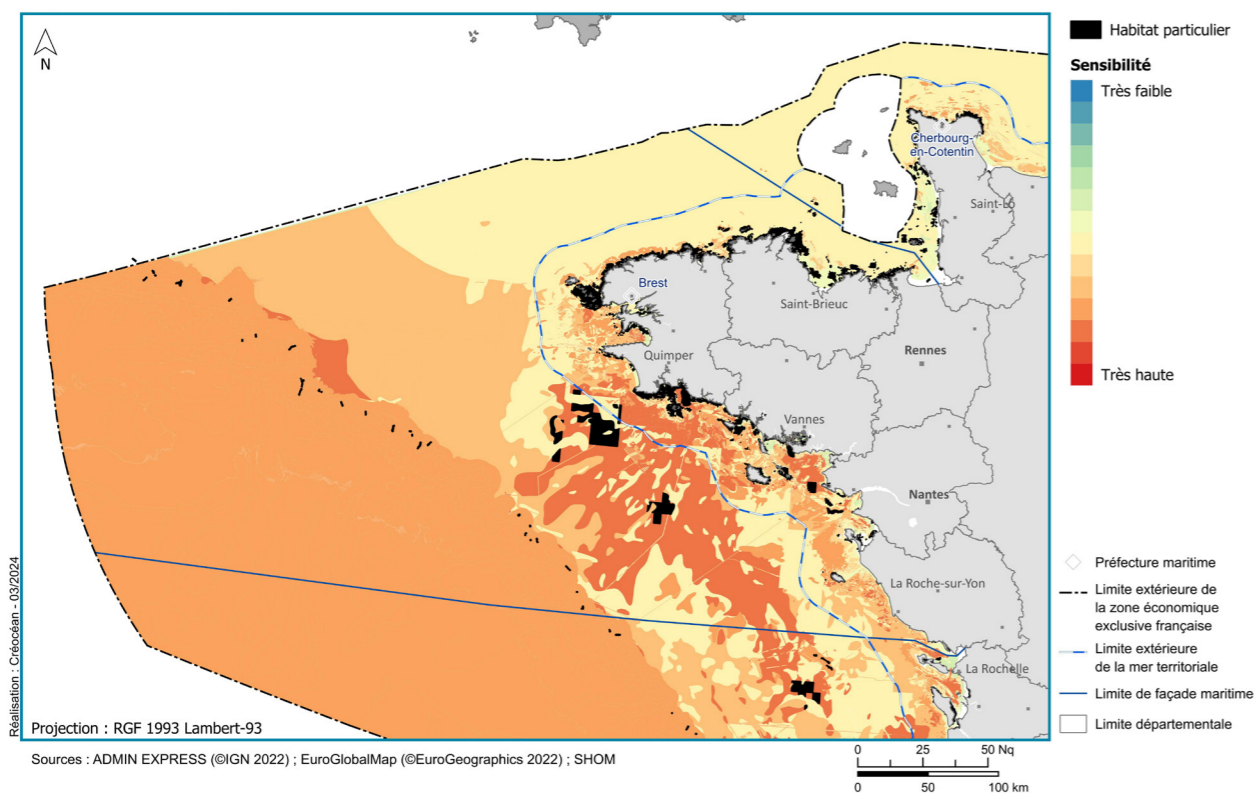 N
Cherbourg-
en-Cotentin
Saint-Lô
Brest
Saint-Brieuc
Quimper
Rennes
Vannes
Nantes
La Roche-sur-Yon
La Rochelle
Projection : RGF 1993 Lambert-93
Réalisation : Créocéan - 03/2024
Sources : ADMIN EXPRESS (©IGN 2022) ; EuroGlobalMap (©EuroGeographics 2022) ; SHOM
Habitat particulier
Sensibilité
Très faible
Très haute
Préfecture maritime
Limite extérieure de
la zone économique
exclusive française
Limite extérieure
de la mer territoriale
Limite de façade maritime
Limite départementale
0 25 50 Nq
0 50 100 km